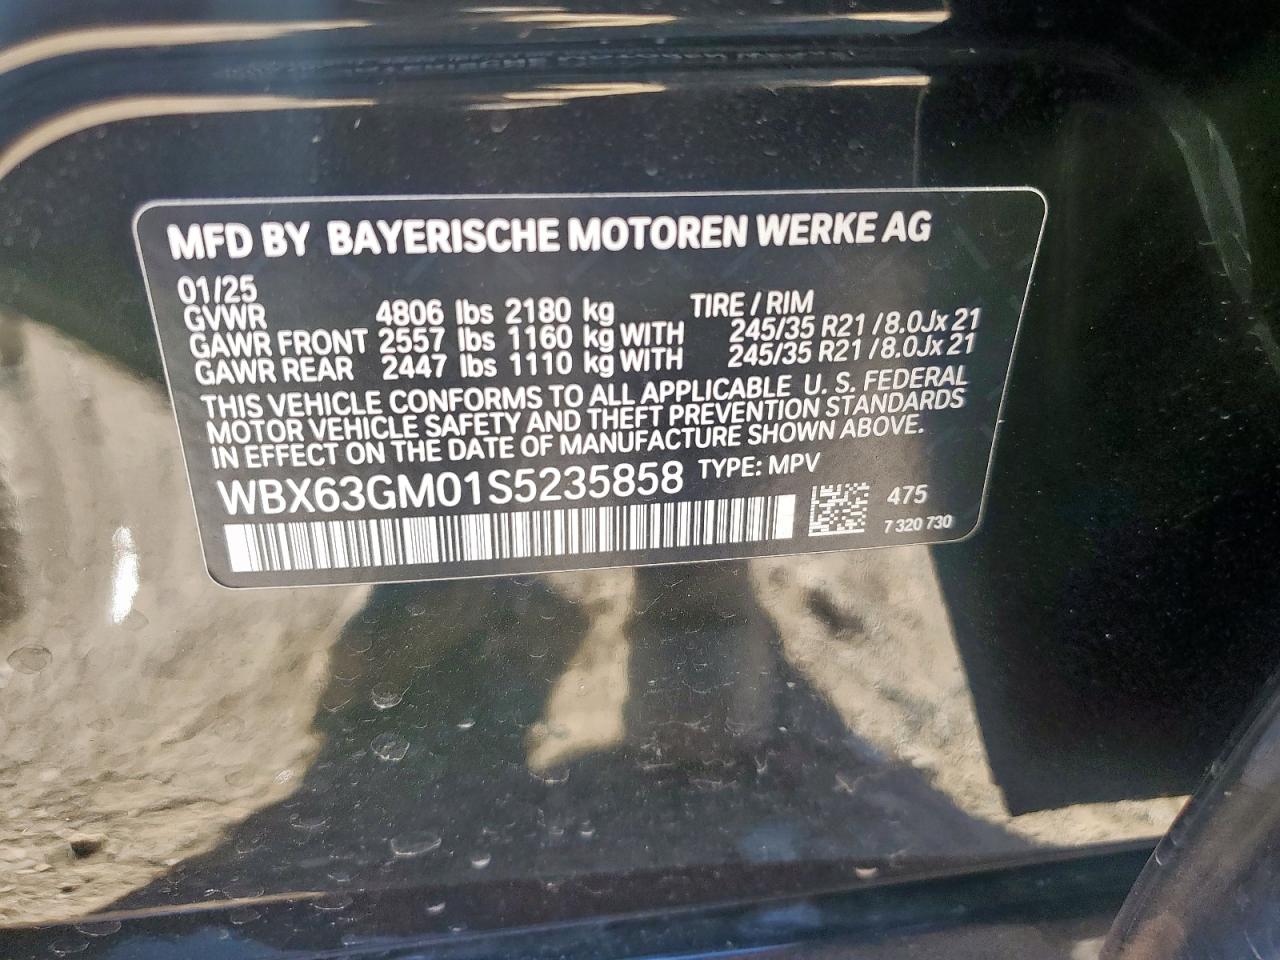 MFD BY BAYERISCHE MOTOREN WERKE AG
01/25
GVWR 4806 lbs 2180 kg TIRE / RIM
GAWR FRONT 2557 lbs 1160 kg WITH 245/35 R21 / 8.0Jx 21
GAWR REAR 2447 lbs 1110 kg WITH 245/35 R21 / 8.0Jx 21
THIS VEHICLE CONFORMS TO ALL APPLICABLE U. S. FEDERAL
MOTOR VEHICLE SAFETY AND THEFT PREVENTION STANDARDS
IN EFFECT ON THE DATE OF MANUFACTURE SHOWN ABOVE.
WBX63GM01S5235858 TYPE: MPV
475
7 320 730